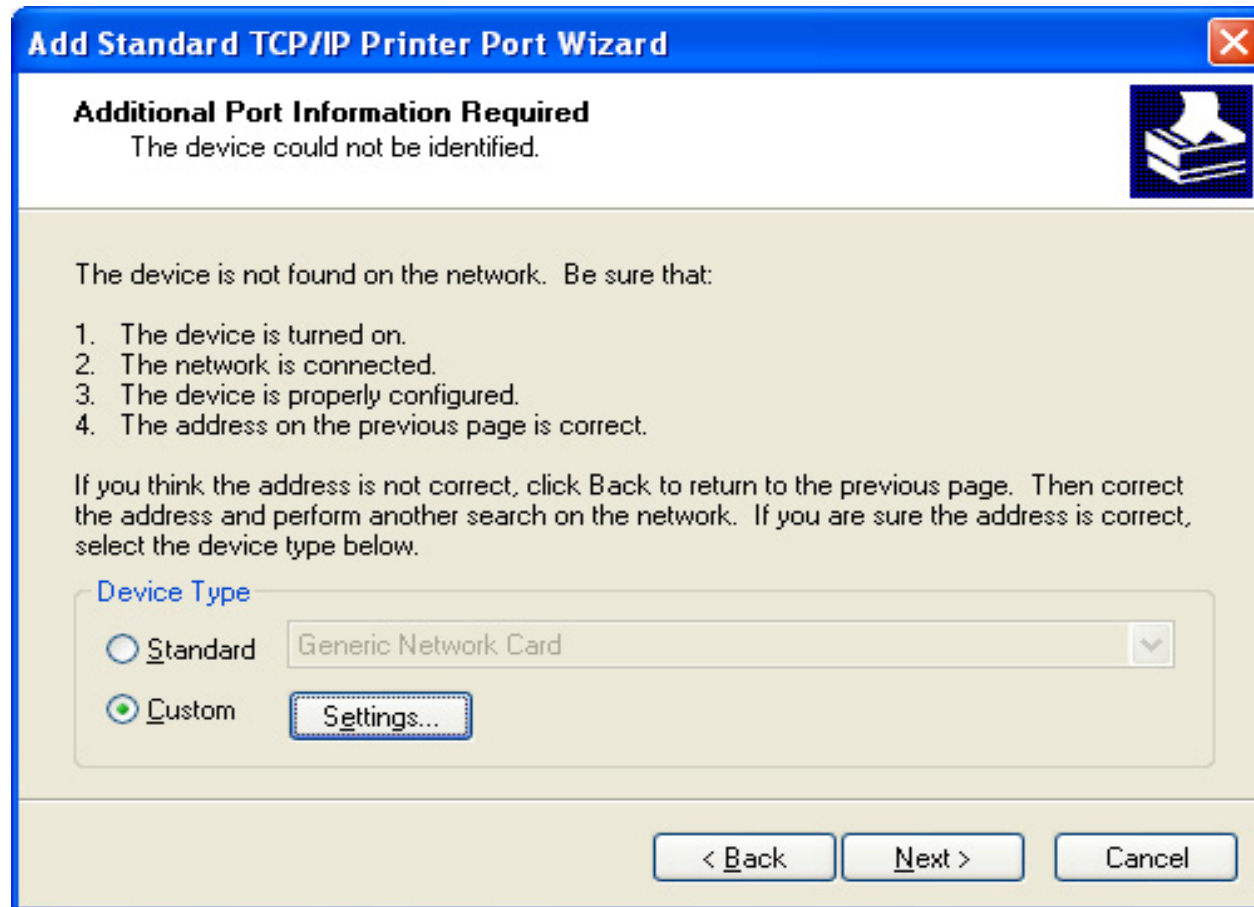 Add Standard TCP/IP Printer Port Wizard
Additional Port Information Required
The device could not be identified.
The device is not found on the network.  Be sure that:
1.  The device is turned on.
2.  The network is connected.
3.  The device is properly configured.
4.  The address on the previous page is correct.
If you think the address is not correct, click Back to return to the previous page.  Then correct
the address and perform another search on the network.  If you are sure the address is correct,
select the device type below.
Device Type
Standard Generic Network Card
Custom Settings...
< Back Next > Cancel